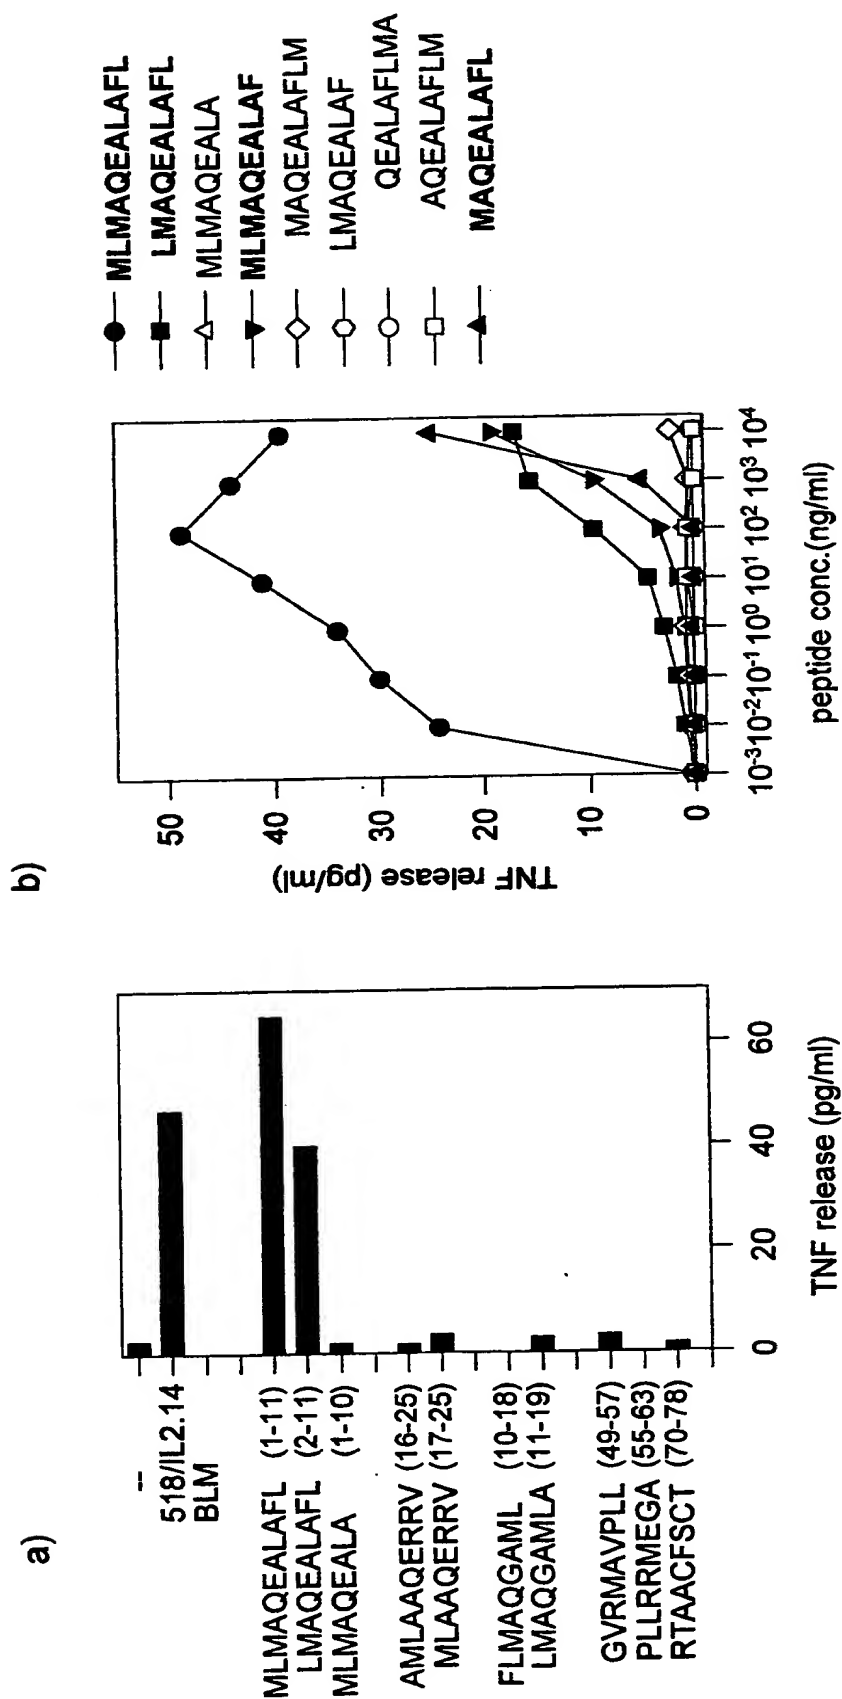 a)
--
518/IL2.14
BLM
MLMAQEALAFL (1-11)
LMAQEALAFL (2-11)
MLMAQEALA (1-10)
AMLAAQERRV (16-25)
MLAAQERRV (17-25)
FLMAQGAML (10-18)
LMAQGAMLA (11-19)
GVRMAVPLL (49-57)
PLLRRMEGA (55-63)
RTAACFSCT (70-78)
0 20 40 60
TNF release (pg/ml)
b)
TNF release (pg/ml)
50
40
30
20
10
0
10-3 10-2 10-1 100 101 102 103 104
peptide conc.(ng/ml)
MLMAQEALAFL
LMAQEALAFL
MLMAQEALA
MLMAQEALAF
MAQEALAFLM
LMAQEALAF
QEALAFLMA
AQEALAFLM
MAQEALAFL